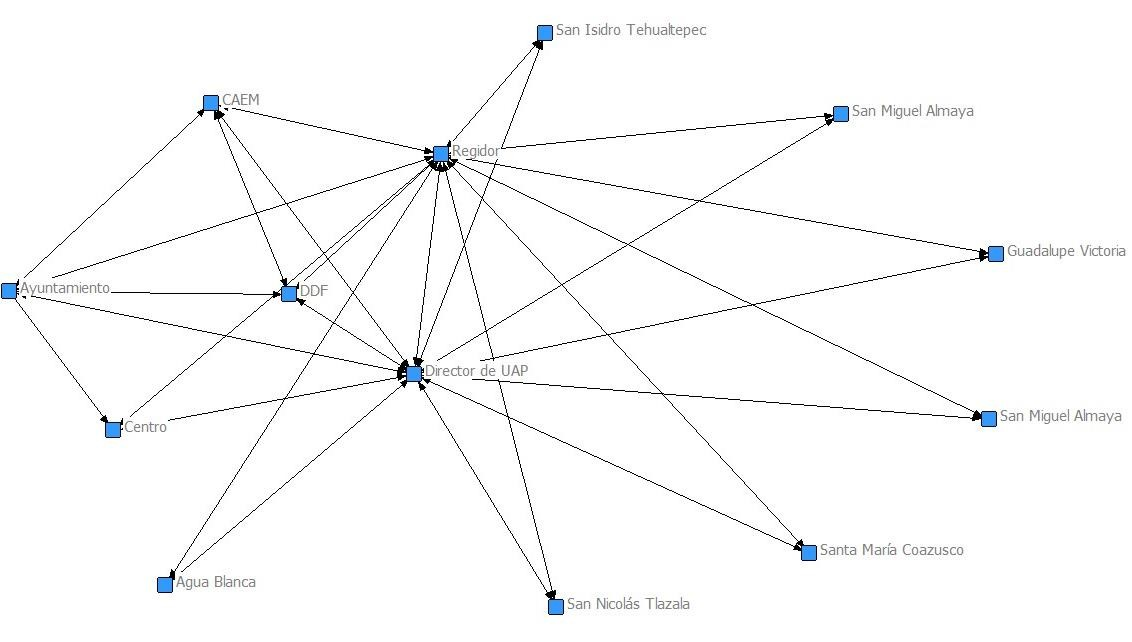 San Isidro Tehualtepec
CAEM
San Miguel Almaya
Regidor
Guadalupe Victoria
Ayuntamiento
DDF
Director de UAP
San Miguel Almaya
Centro
Santa María Coazusco
Agua Blanca
San Nicolás Tlazala